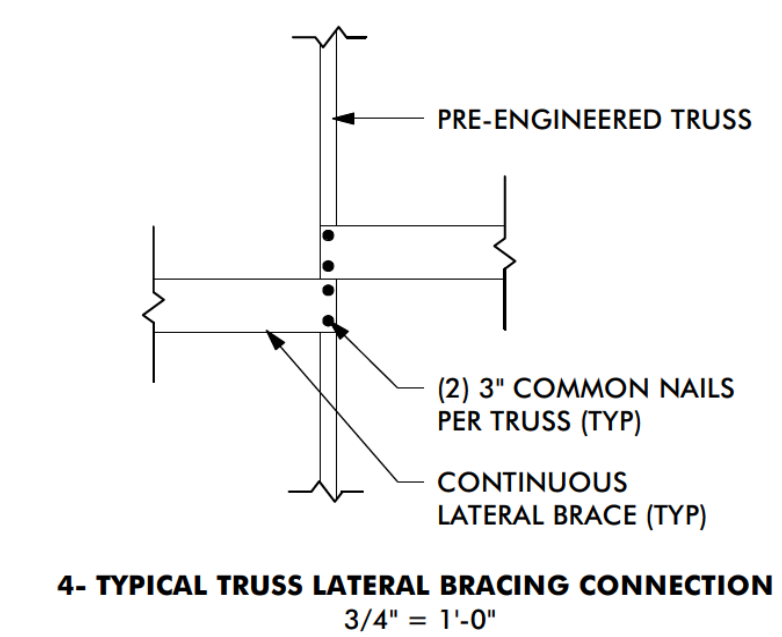 PRE-ENGINEERED TRUSS
(2) 3" COMMON NAILS
PER TRUSS (TYP)
CONTINUOUS
LATERAL BRACE (TYP)
4- TYPICAL TRUSS LATERAL BRACING CONNECTION
3/4" = 1'-0"